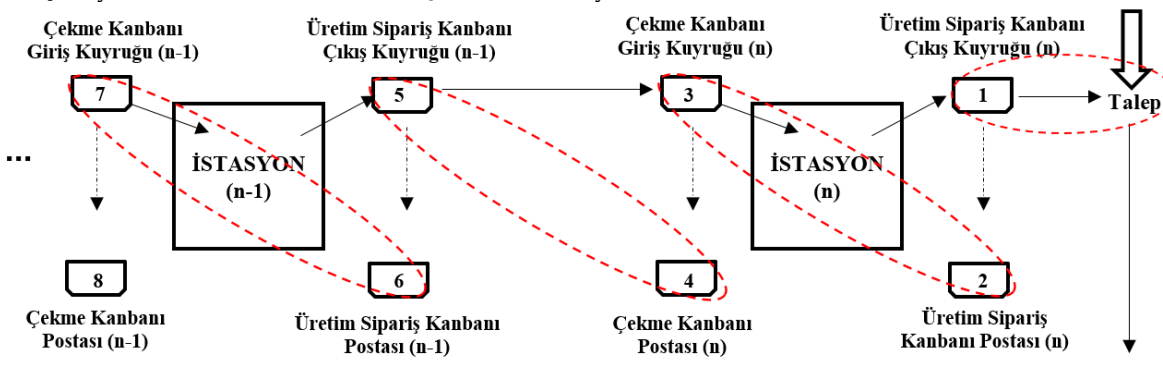 Çekme Kanbanı
Giriş Kuyruğu (n-1)
Üretim Sipariş Kanbanı
Çıkış Kuyruğu (n-1)
Çekme Kanbanı
Giriş Kuyruğu (n)
Üretim Sipariş Kanbanı
Çıkış Kuyruğu (n)
7
5
3
1
Talep
...
İSTASYON
(n-1)
İSTASYON
(n)
8
6
4
2
Çekme Kanbanı
Postası (n-1)
Üretim Sipariş Kanbanı
Postası (n-1)
Çekme Kanbanı
Postası (n)
Üretim Sipariş
Kanbanı Postası (n)